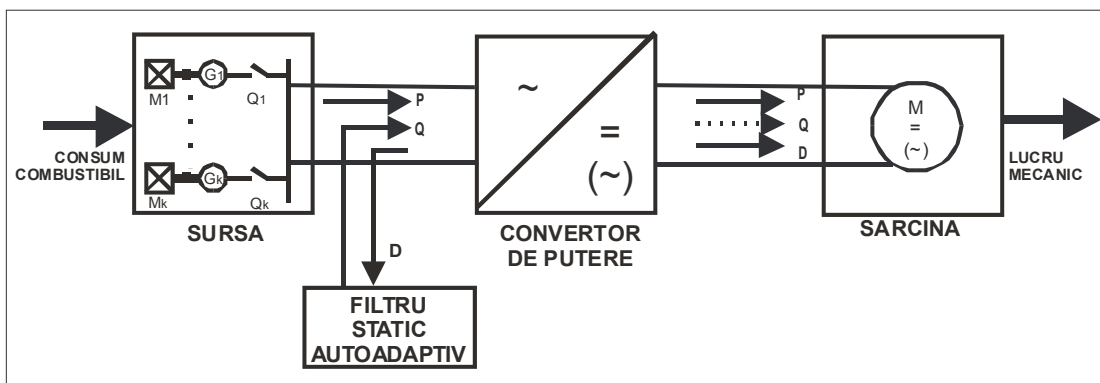 CONSUM
COMBUSTIBIL
M1
G1
Q1
Mk
Gk
Qk
SURSA
P
Q
D
FILTRU
STATIC
AUTOADAPTIV
~
=
(~)
CONVERTOR
DE PUTERE
P
Q
D
M
=
(~)
SARCINA
LUCRU
MECANIC